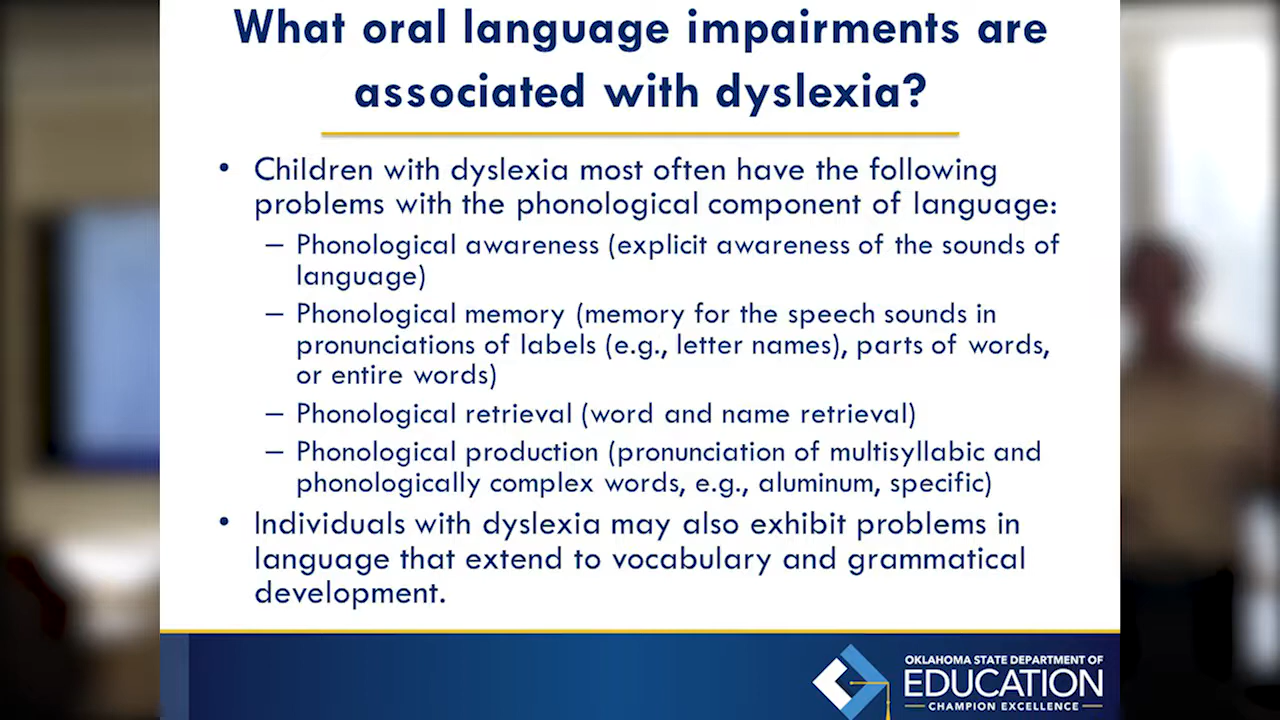 What oral language impairments are
associated with dyslexia?
• Children with dyslexia most often have the following
problems with the phonological component of language:
– Phonological awareness (explicit awareness of the sounds of
language)
– Phonological memory (memory for the speech sounds in
pronunciations of labels (e.g., letter names), parts of words,
or entire words)
– Phonological retrieval (word and name retrieval)
– Phonological production (pronunciation of multisyllabic and
phonologically complex words, e.g., aluminum, specific)
• Individuals with dyslexia may also exhibit problems in
language that extend to vocabulary and grammatical
development.
OKLAHOMA STATE DEPARTMENT OF
EDUCATION
CHAMPION EXCELLENCE